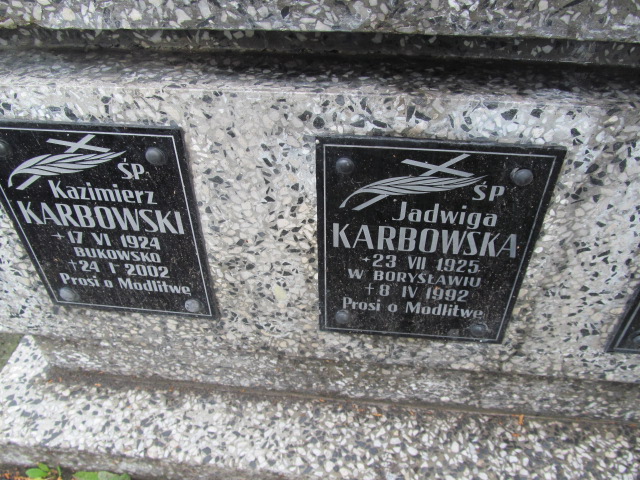 ŚP.
Kazimierz
KARBOWSKI
*17 VI 1924
BUKOWSKO
+24 I 2002
Prosi o Modlitwę
ŚP
Jadwiga
KARBOWSKA
*23 VII 1925
W BORYSŁAWIU
+8 IV 1992
Prosi o Modlitwę